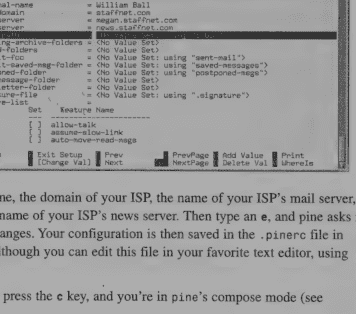 al-name = William Ball
omain = staffnet.com
erver = megan.staffnet.com
erver = news.staffnet.com
ng-archive-folders = <No Value Set>
d-folders = <No Value Set>
t-fcc = <No Value Set: using "sent-mail">
t-saved-msg-folder = <No Value Set: using "saved-messages">
oned-folder = <No Value Set: using "postponed-msgs">
essage-folder = <No Value Set>
etter-folder = <No Value Set>
ure-file = <No Value Set: using ".signature">
re-list =
Set Feature Name
[ ] allow-talk
[ ] assume-slow-link
[ ] auto-move-read-msgs
E Exit Setup P Prev PrevPage A Add Value Print
[Change Val] N Next NextPage D Delete Val W WhereIs
ne, the domain of your ISP, the name of your ISP's mail server,
name of your ISP's news server. Then type an e, and pine asks
anges. Your configuration is then saved in the .pinerc file in
lthough you can edit this file in your favorite text editor, using
press the c key, and you're in pine's compose mode (see